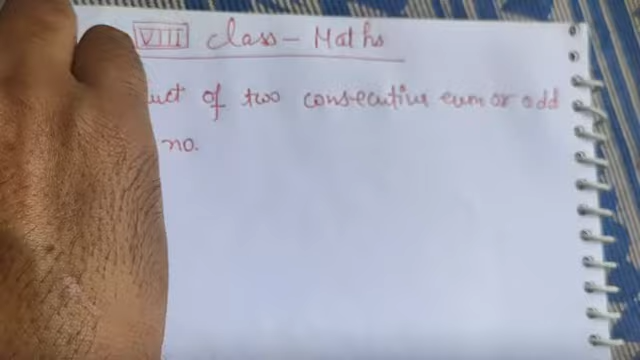 VIII class - Maths
uct of two consecutive even or odd
no.